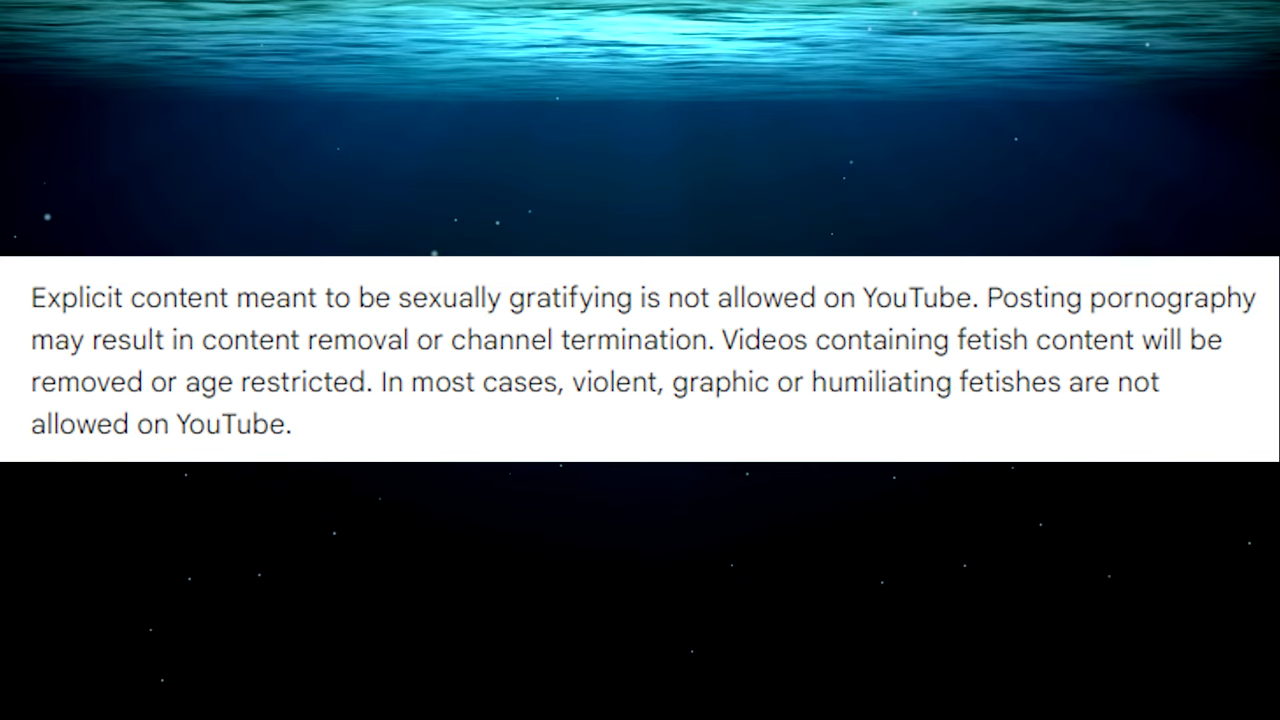 Explicit content meant to be sexually gratifying is not allowed on YouTube. Posting pornography
may result in content removal or channel termination. Videos containing fetish content will be
removed or age restricted. In most cases, violent, graphic or humiliating fetishes are not
allowed on YouTube.